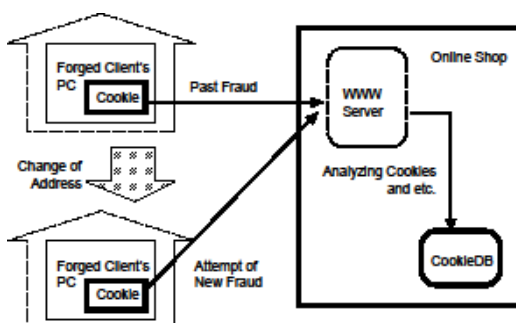 Forged Client's
PC
Cookie
Past Fraud
Change of
Address
Forged Client's
PC
Cookie
Attempt of
New Fraud
Online Shop
WWW
Server
Analyzing Cookies
and etc.
CookieDB